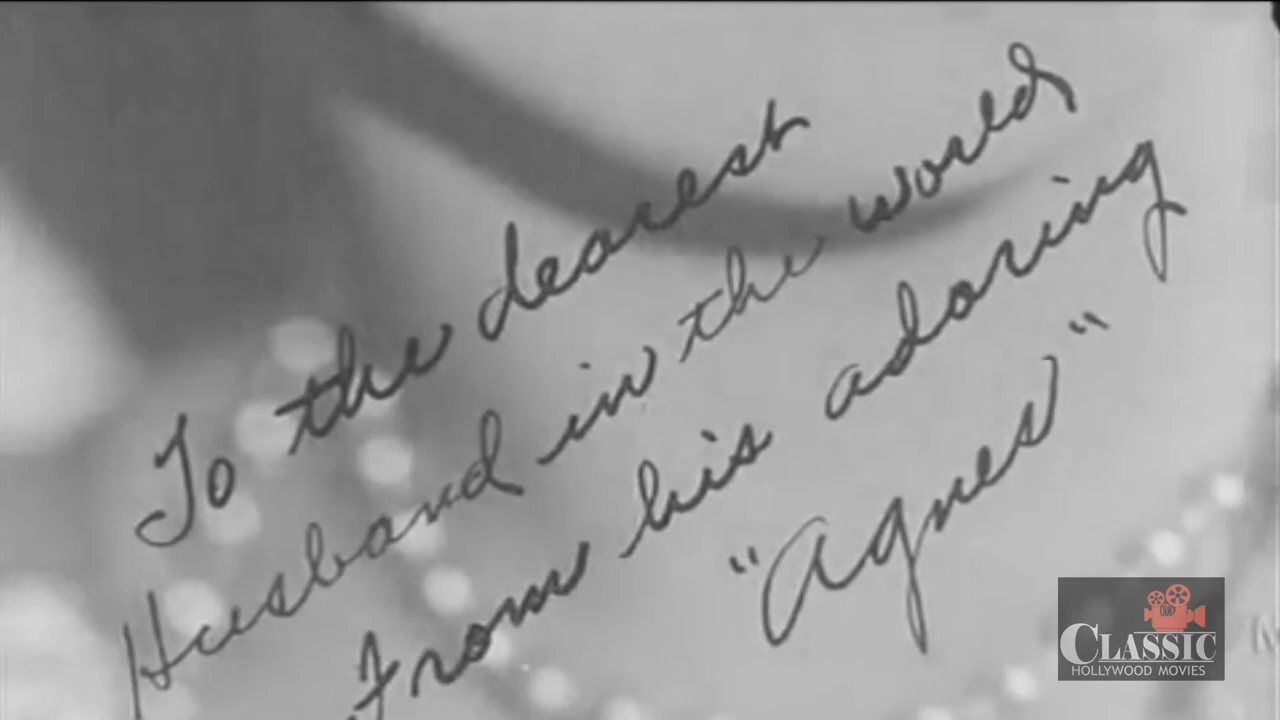 To the dearest
Husband in the world
From his adoring
"Agnes"
CLASSIC
HOLLYWOOD MOVIES